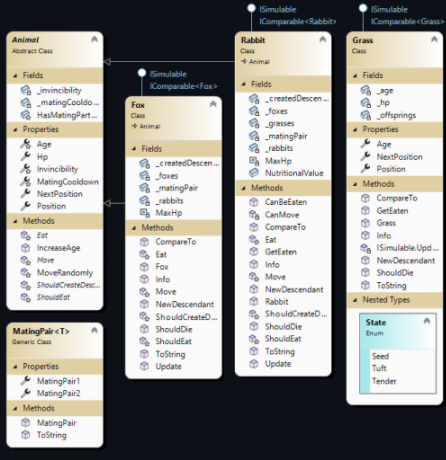 Animal
Abstract Class
Fields
_invincibility
_matingCooldo...
HasMatingPart...
Properties
Age
Hp
Invincibility
MatingCooldown
NextPosition
Position
Methods
Eat
IncreaseAge
Move
MoveRandomly
ShouldCreateDesc...
ShouldEat
MatingPair<T>
Generic Class
Properties
MatingPair1
MatingPair2
Methods
MatingPair
ToString
ISimulable
IComparable<Fox>
Fox
Class
Animal
Fields
_createdDescen...
_foxes
_matingPair
_rabbits
MaxHp
Methods
CompareTo
Eat
Fox
Info
Move
NewDescendant
ShouldCreateD...
ShouldDie
ShouldEat
ToString
Update
ISimulable
IComparable<Rabbit>
Rabbit
Class
Animal
Fields
_createdDescen...
_foxes
_grasses
_matingPair
_rabbits
MaxHp
NutritionalValue
Methods
CanBeEaten
CanMove
CompareTo
Eat
GetEaten
Info
Move
NewDescendant
Rabbit
ShouldCreateD...
ShouldDie
ShouldEat
ToString
Update
ISimulable
IComparable<Grass>
Grass
Class
Fields
_age
_hp
_offsprings
Properties
Age
NextPosition
Position
Methods
CompareTo
GetEaten
Grass
Info
ISimulable.Upd...
NewDescendant
ShouldDie
ToString
Nested Types
State
Enum
Seed
Tuft
Tender